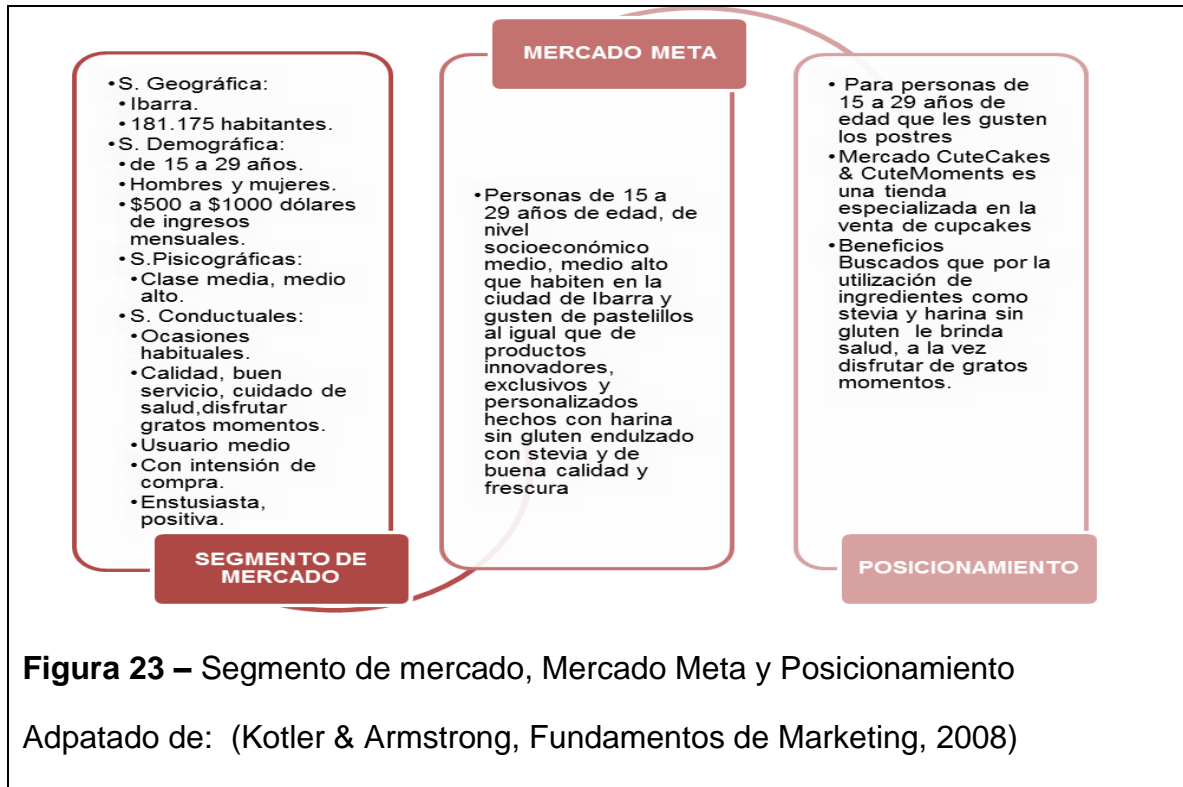 •S. Geográfica:
•Ibarra.
•181.175 habitantes.
•S. Demográfica:
•de 15 a 29 años.
•Hombres y mujeres.
•$500 a $1000 dólares
de ingresos
mensuales.
•S.Pisicográficas:
•Clase media, medio
alto.
•S. Conductuales:
•Ocasiones
habituales.
•Calidad, buen
servicio, cuidado de
salud,disfrutar
gratos momentos.
•Usuario medio
•Con intensión de
compra.
•Enstusiasta,
positiva.
SEGMENTO DE
MERCADO
MERCADO META
•Personas de 15 a
29 años de edad, de
nivel
socioeconómico
medio, medio alto
que habiten en la
ciudad de Ibarra y
gusten de pastelillos
al igual que de
productos
innovadores,
exclusivos y
personalizados
hechos con harina
sin gluten endulzado
con stevia y de
buena calidad y
frescura
• Para personas de
15 a 29 años de
edad que les gusten
los postres
•Mercado CuteCakes
& CuteMoments es
una tienda
especializada en la
venta de cupcakes
•Beneficios
Buscados que por la
utilización de
ingredientes como
stevia y harina sin
gluten le brinda
salud, a la vez
disfrutar de gratos
momentos.
POSICIONAMIENTO
Figura 23 – Segmento de mercado, Mercado Meta y Posicionamiento
Adpatado de: (Kotler & Armstrong, Fundamentos de Marketing, 2008)